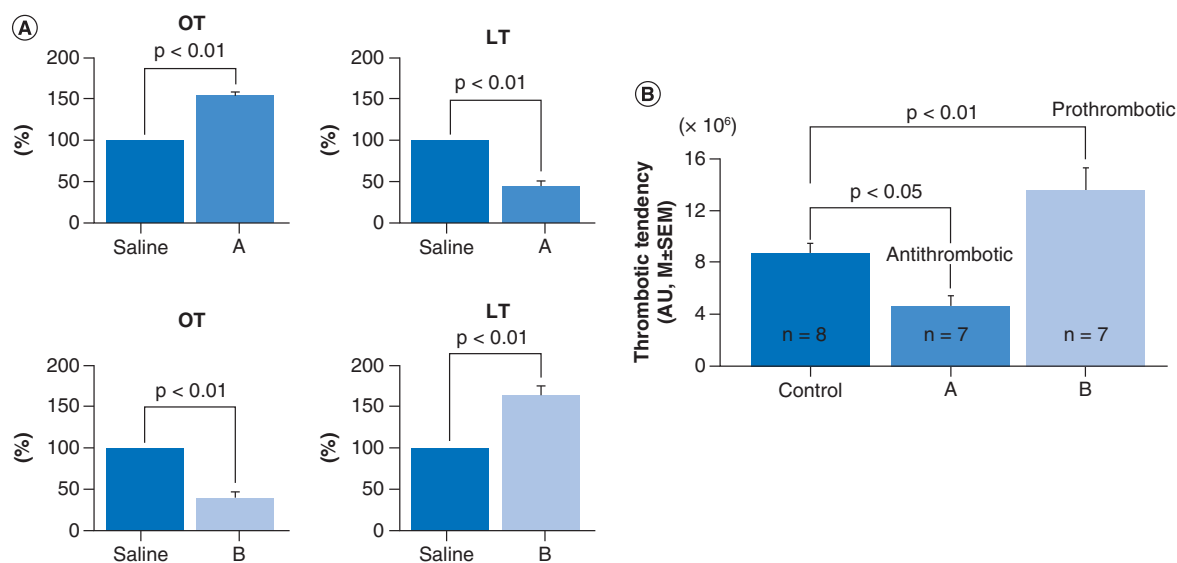 A
OT
p < 0.01
200
150
100
50
0
(%)
Saline
A
LT
p < 0.01
200
150
100
50
0
(%)
Saline
A
OT
p < 0.01
200
150
100
50
0
(%)
Saline
B
LT
p < 0.01
200
150
100
50
0
(%)
Saline
B
B
(× 10⁶)
Prothrombotic
p < 0.01
p < 0.05
Antithrombotic
16
12
8
4
0
Thrombotic tendency
(AU, M±SEM)
n = 8
n = 7
n = 7
Control
A
B